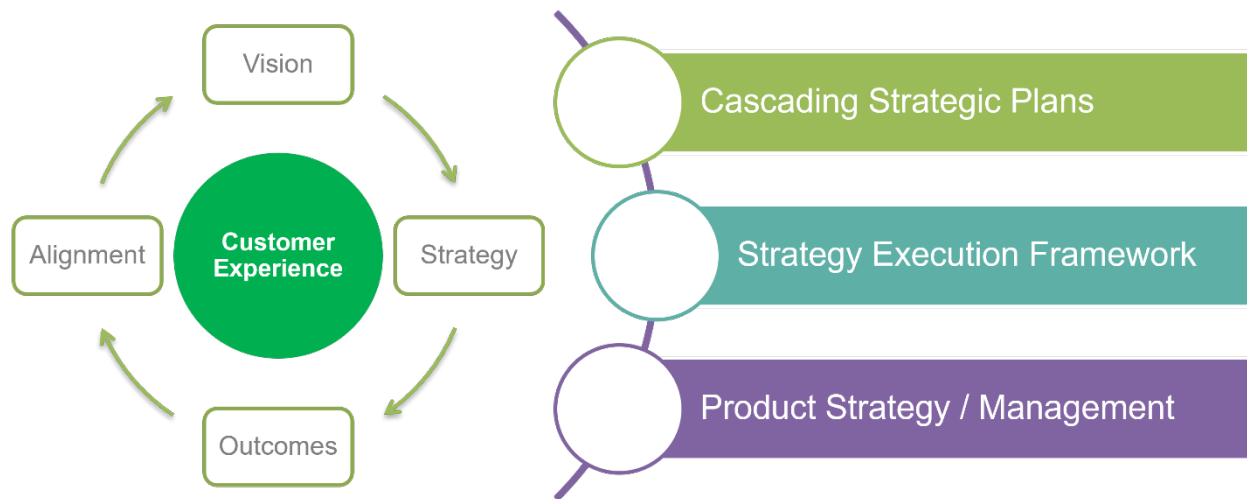 Vision
Alignment
Customer
Experience
Strategy
Outcomes
Cascading Strategic Plans
Strategy Execution Framework
Product Strategy / Management